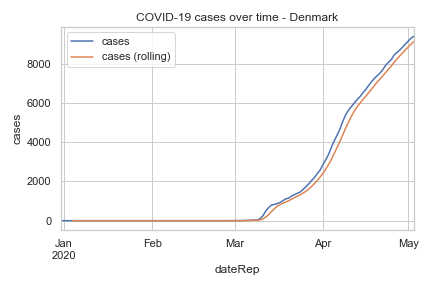 COVID-19 cases over time - Denmark
cases
cases (rolling)
8000
6000
4000
2000
0
cases
Jan
2020
Feb
Mar
Apr
May
dateRep